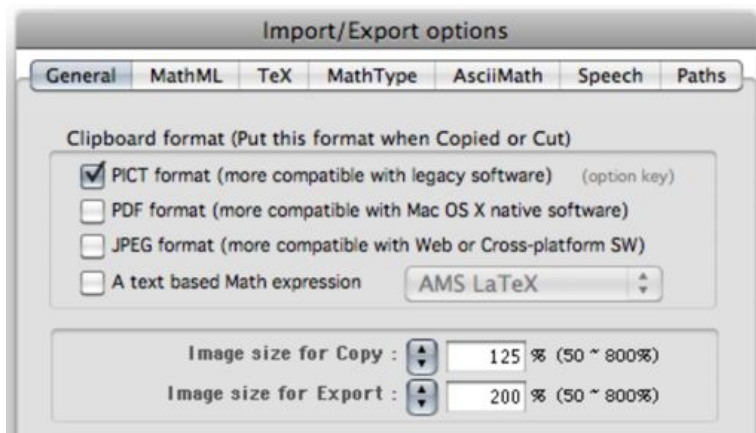 Import/Export options
General MathML TeX MathType AsciiMath Speech Paths
Clipboard format (Put this format when Copied or Cut)
PICT format (more compatible with legacy software) (option key)
PDF format (more compatible with Mac OS X native software)
JPEG format (more compatible with Web or Cross-platform SW)
A text based Math expression AMS LaTeX
Image size for Copy : 125 % (50 ~ 800%)
Image size for Export : 200 % (50 ~ 800%)